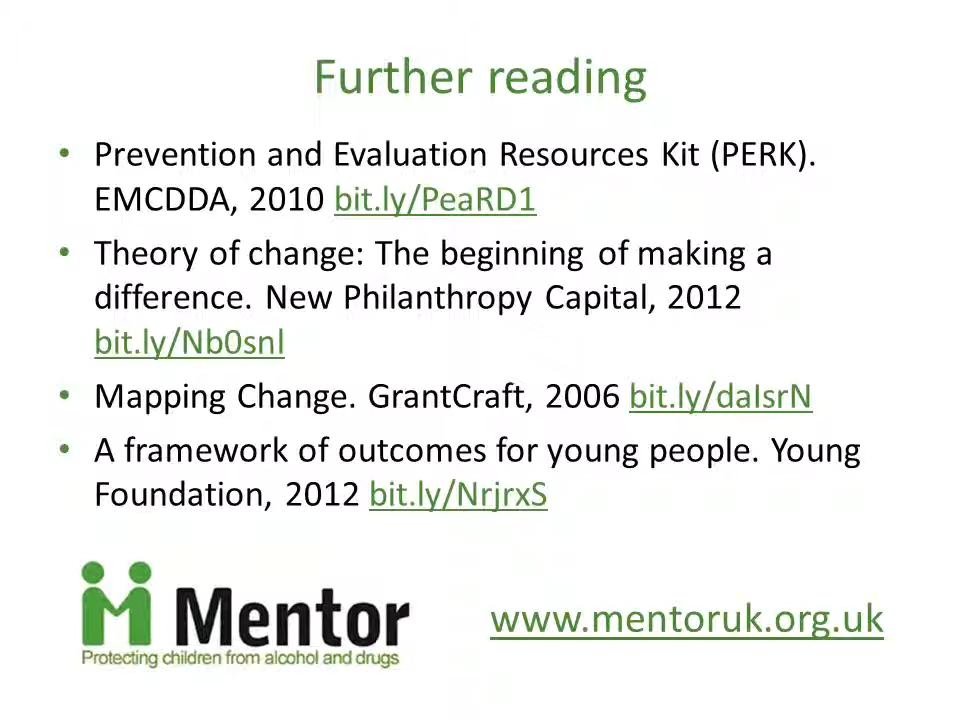 Further reading
• Prevention and Evaluation Resources Kit (PERK).
EMCDDA, 2010 bit.ly/PeaRD1
• Theory of change: The beginning of making a
difference. New Philanthropy Capital, 2012
bit.ly/Nb0snl
• Mapping Change. GrantCraft, 2006 bit.ly/daIsrN
• A framework of outcomes for young people. Young
Foundation, 2012 bit.ly/NrjrxS
Mentor
Protecting children from alcohol and drugs
www.mentoruk.org.uk